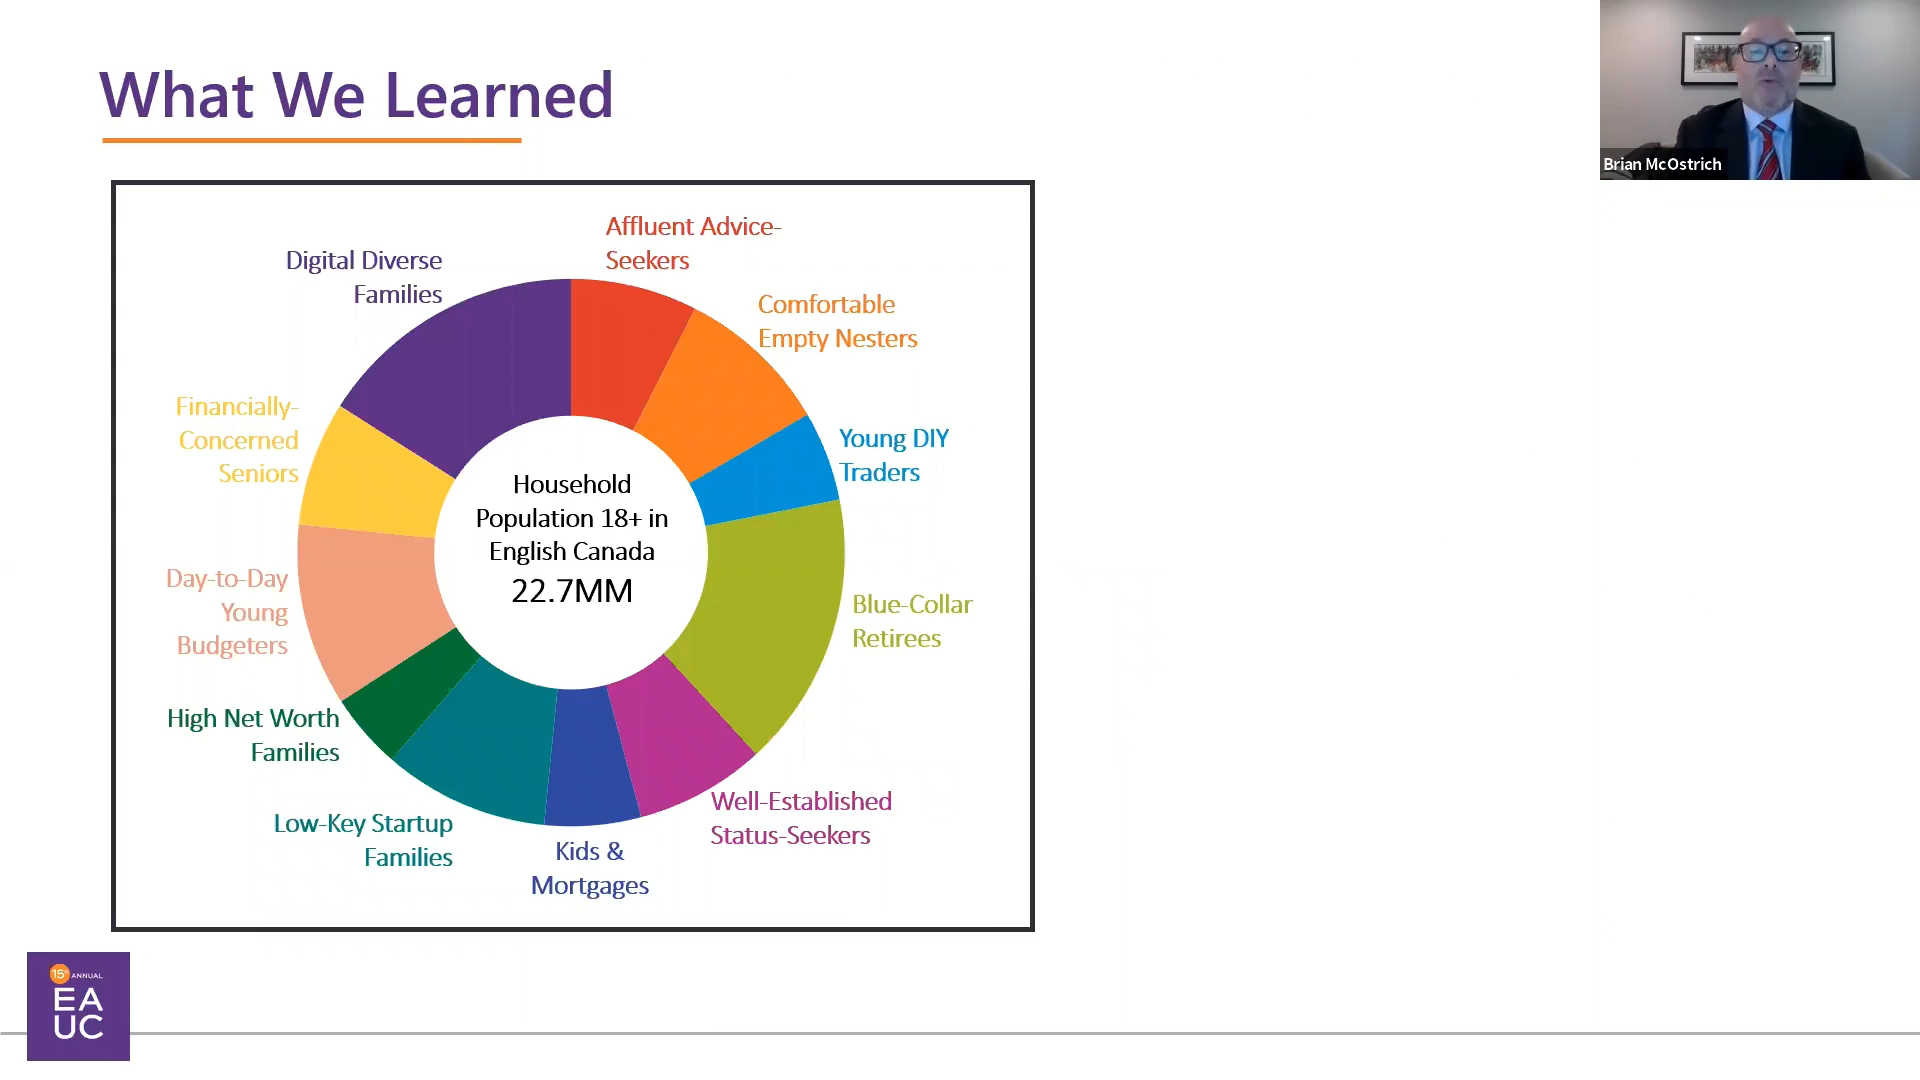 What We Learned
Brian McOstrich
Affluent Advice-
Seekers
Comfortable
Empty Nesters
Young DIY
Traders
Blue-Collar
Retirees
Well-Established
Status-Seekers
Kids &
Mortgages
Low-Key Startup
Families
High Net Worth
Families
Day-to-Day
Young
Budgeters
Financially-
Concerned
Seniors
Digital Diverse
Families
Household
Population 18+ in
English Canada
22.7MM
15th ANNUAL
EA
UC